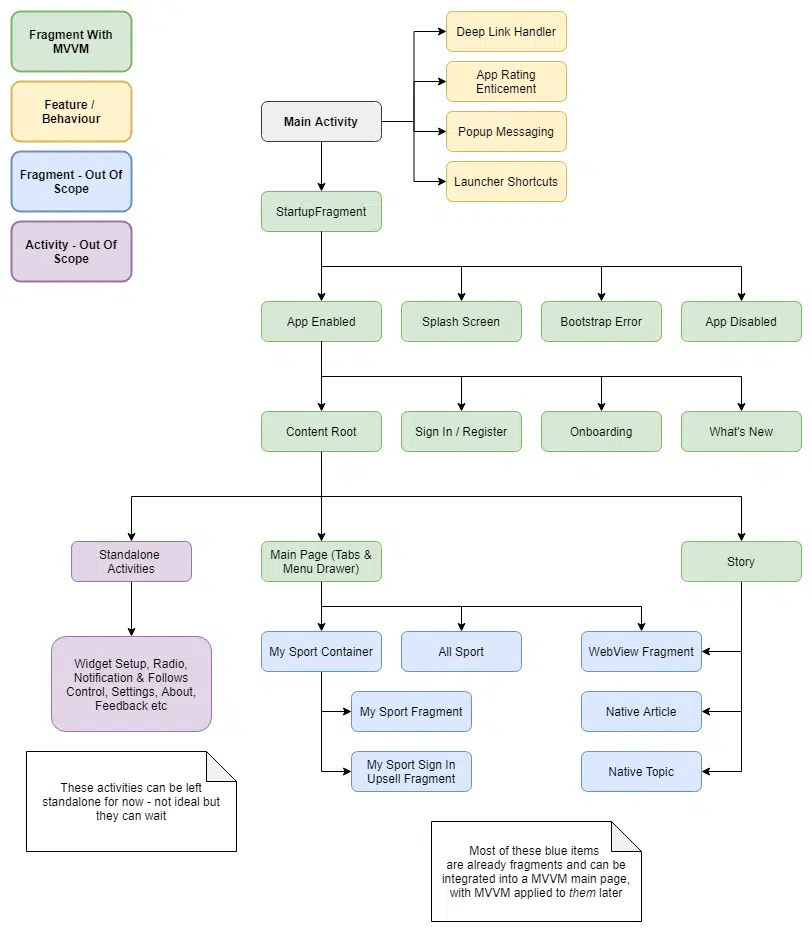 Fragment With
MVVM
Feature /
Behaviour
Fragment - Out Of
Scope
Activity - Out Of
Scope
Main Activity
Deep Link Handler
App Rating
Enticement
Popup Messaging
Launcher Shortcuts
StartupFragment
App Enabled
Splash Screen
Bootstrap Error
App Disabled
Content Root
Sign In / Register
Onboarding
What's New
Standalone
Activities
Main Page (Tabs &
Menu Drawer)
Story
Widget Setup, Radio,
Notification & Follows
Control, Settings, About,
Feedback etc
My Sport Container
All Sport
WebView Fragment
My Sport Fragment
Native Article
My Sport Sign In
Upsell Fragment
Native Topic
These activities can be left
standalone for now - not ideal but
they can wait
Most of these blue items
are already fragments and can be
integrated into a MVVM main page,
with MVVM applied to them later